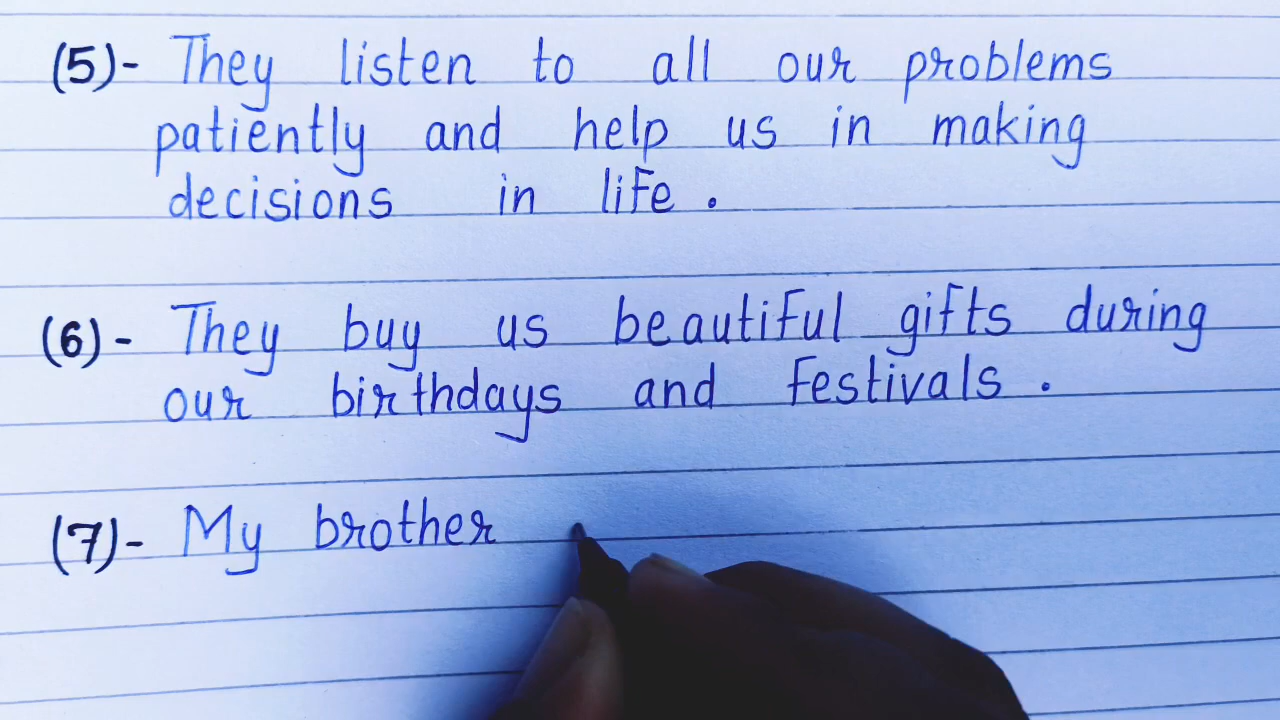 (5)- They listen to all our problems
patiently and help us in making
decisions in life .
(6)- They buy us beautiful gifts during
our birthdays and festivals .
(7)- My brother